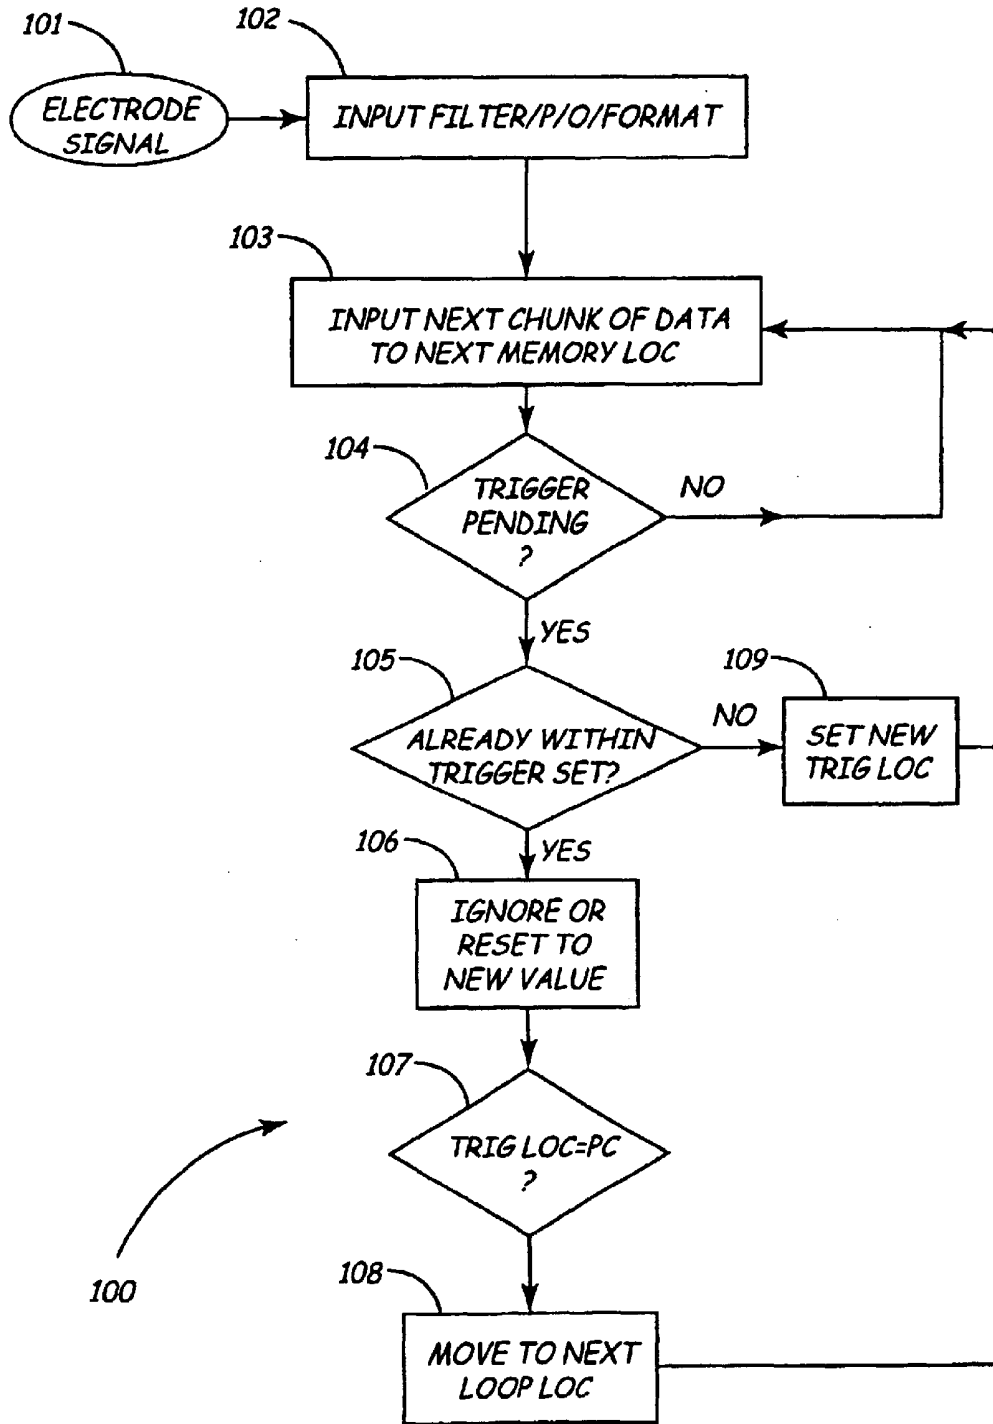 101
102
ELECTRODE
SIGNAL
INPUT FILTER/P/O/FORMAT
103
INPUT NEXT CHUNK OF DATA
TO NEXT MEMORY LOC
104
TRIGGER
PENDING
?
NO
YES
105
ALREADY WITHIN
TRIGGER SET?
NO
109
SET NEW
TRIG LOC
YES
106
IGNORE OR
RESET TO
NEW VALUE
107
TRIG LOC=PC
?
100
108
MOVE TO NEXT
LOOP LOC